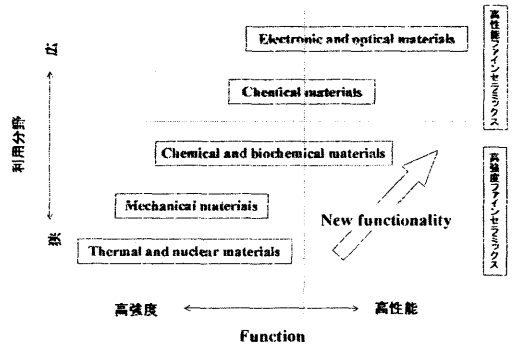 広
利用分野
狭
Electronic and optical materials
Chemical materials
Chemical and biochemical materials
Mechanical materials
Thermal and nuclear materials
New functionality
高性能ファインセラミックス
高強度ファインセラミックス
高強度
高性能
Function